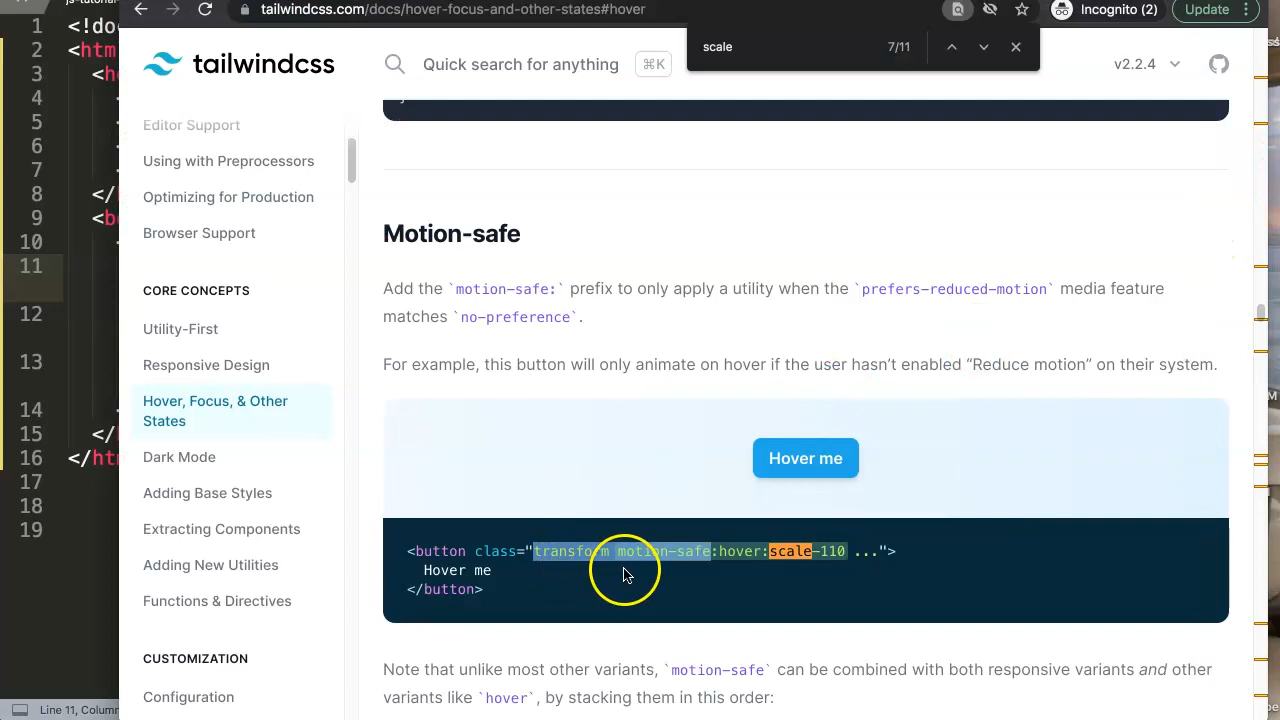 tailwindcss.com/docs/hover-focus-and-other-states#hover
Incognito (2)
Update
scale
7/11
tailwindcss
Quick search for anything
⌘K
v2.2.4
1 <!do
2 <htm
3 <he
4
5
6
7
8 </
9 <bo
10
11
12
13
14
15 </
16 </htm
17
18
19
Line 11, Column
Editor Support
Using with Preprocessors
Optimizing for Production
Browser Support
CORE CONCEPTS
Utility-First
Responsive Design
Hover, Focus, & Other
States
Dark Mode
Adding Base Styles
Extracting Components
Adding New Utilities
Functions & Directives
CUSTOMIZATION
Configuration
Motion-safe
Add the `motion-safe:` prefix to only apply a utility when the `prefers-reduced-motion` media feature
matches `no-preference`.
For example, this button will only animate on hover if the user hasn’t enabled “Reduce motion” on their system.
Hover me
<button class="transform motion-safe:hover:scale-110 ...">
Hover me
</button>
Note that unlike most other variants, `motion-safe` can be combined with both responsive variants and other
variants like `hover`, by stacking them in this order: